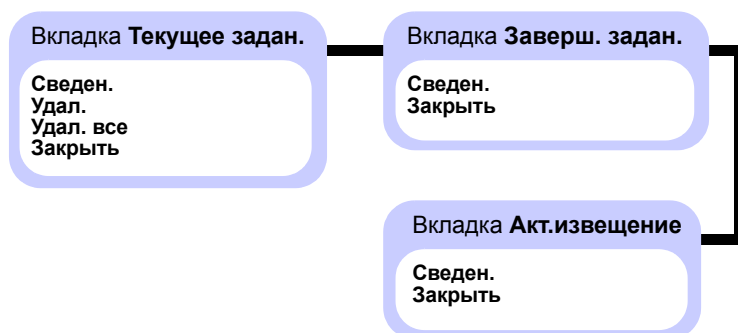 Вкладка Текущее задан.
Сведен.
Удал.
Удал. все
Закрыть
Вкладка Заверш. задан.
Сведен.
Закрыть
Вкладка Акт.извещение
Сведен.
Закрыть